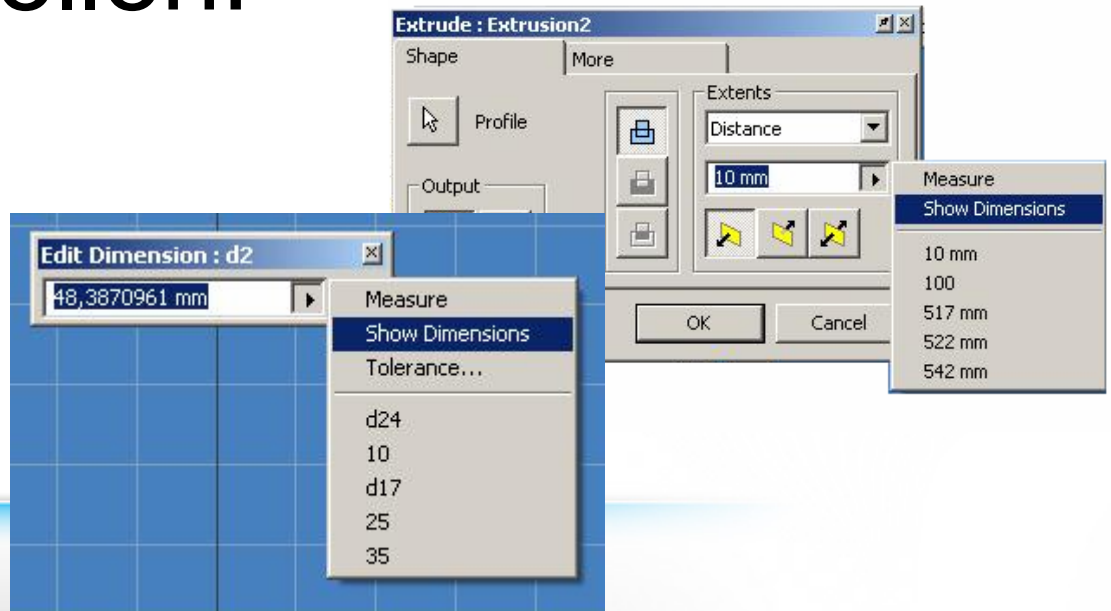 Extrude : Extrusion2
Shape
More
Profile
Output
Extents
Distance
10 mm
Measure
Show Dimensions
10 mm
100
517 mm
522 mm
542 mm
OK
Cancel
Edit Dimension : d2
48,3870961 mm
Measure
Show Dimensions
Tolerance...
d24
10
d17
25
35